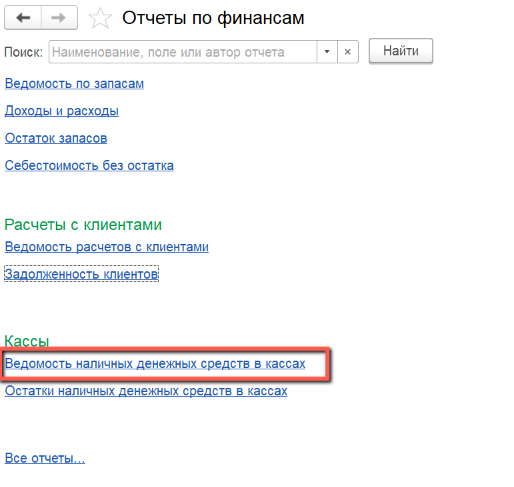 Отчеты по финансам
Поиск: Наименование, поле или автор отчета Найти
Ведомость по запасам
Доходы и расходы
Остаток запасов
Себестоимость без остатка
Расчеты с клиентами
Ведомость расчетов с клиентами
Задолженность клиентов
Кассы
Ведомость наличных денежных средств в кассах
Остатки наличных денежных средств в кассах
Все отчеты...